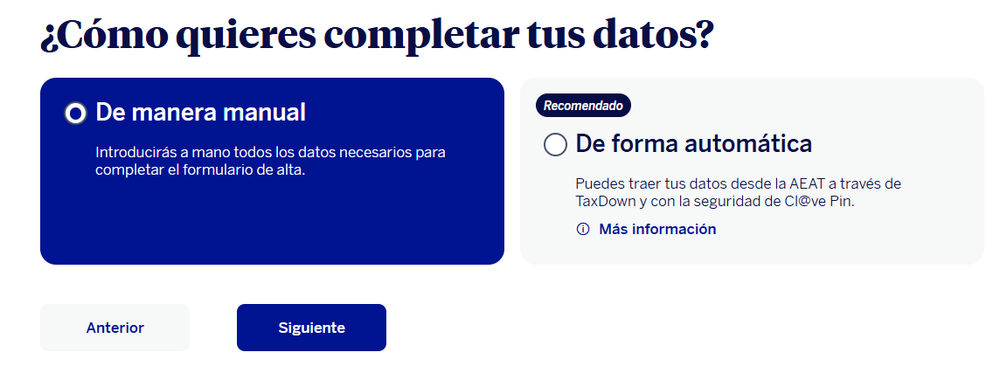 ¿Cómo quieres completar tus datos?
De manera manual
Introducirás a mano todos los datos necesarios para
completar el formulario de alta.
Recomendado
De forma automática
Puedes traer tus datos desde la AEAT a través de
TaxDown y con la seguridad de Cl@ve Pin.
Más información
Anterior
Siguiente